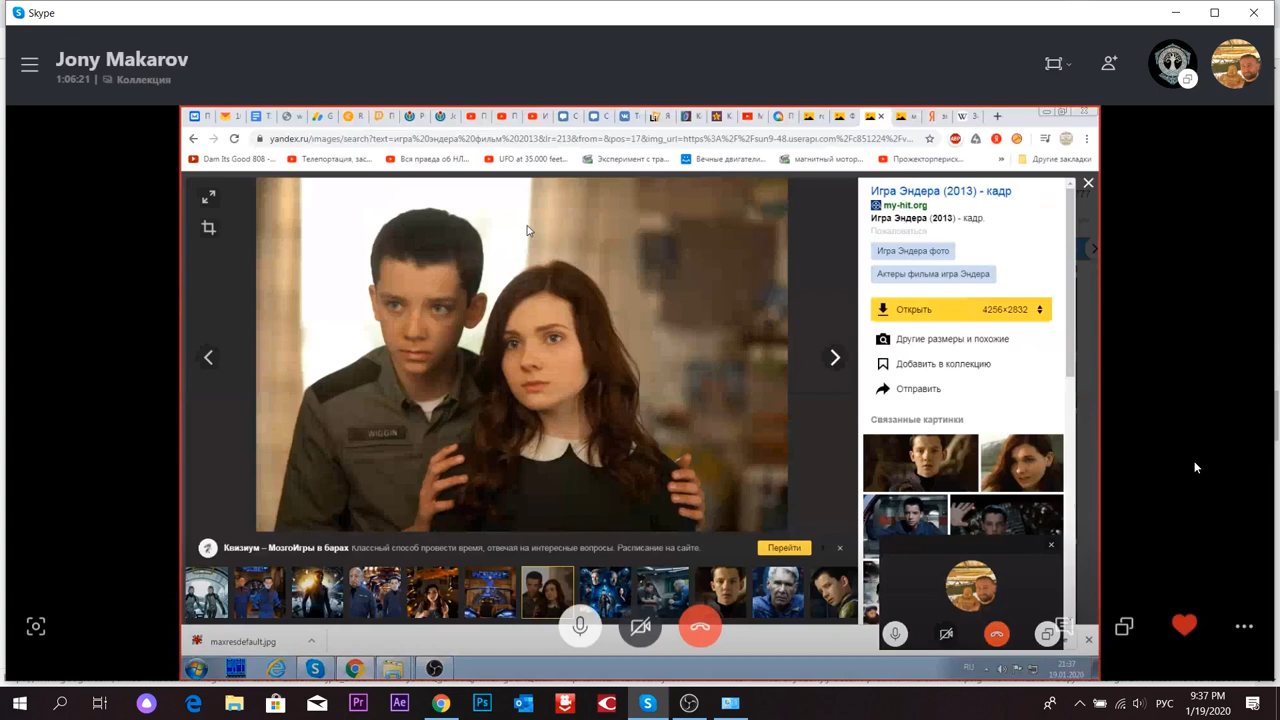 Skype
Jony Makarov
1:06:21 | Коллекция
yandex.ru/images/search?text=игра%20эндера%20фильм%202013&lr=213&from=&pos=17&img_url=https%3A%2F%2Fsun9-48.userapi.com%2Fc851224%2Fv...
Dam Its Good 808 -...
Телепортация, зас...
Вся правда об НЛ...
UFO at 35.000 feet...
Эксперимент с тра...
Вечные двигатели...
магнитный мотор...
Прожекторперисх...
»
Другие закладки
Игра Эндера (2013) - кадр
my-hit.org
Игра Эндера (2013) - кадр.
Пожаловаться
Игра Эндера фото
Актеры фильма игра Эндера
Открыть 4256×2832
Другие размеры и похожие
Добавить в коллекцию
Отправить
Связанные картинки
WIGGIN
Квизиум – МозгоИгры в барах Классный способ провести время, отвечая на интересные вопросы. Расписание на сайте.
Перейти
maxresdefault.jpg
RU
21:37
19.01.2020
Pr
Ae
Ps
РУС
9:37 PM
1/19/2020